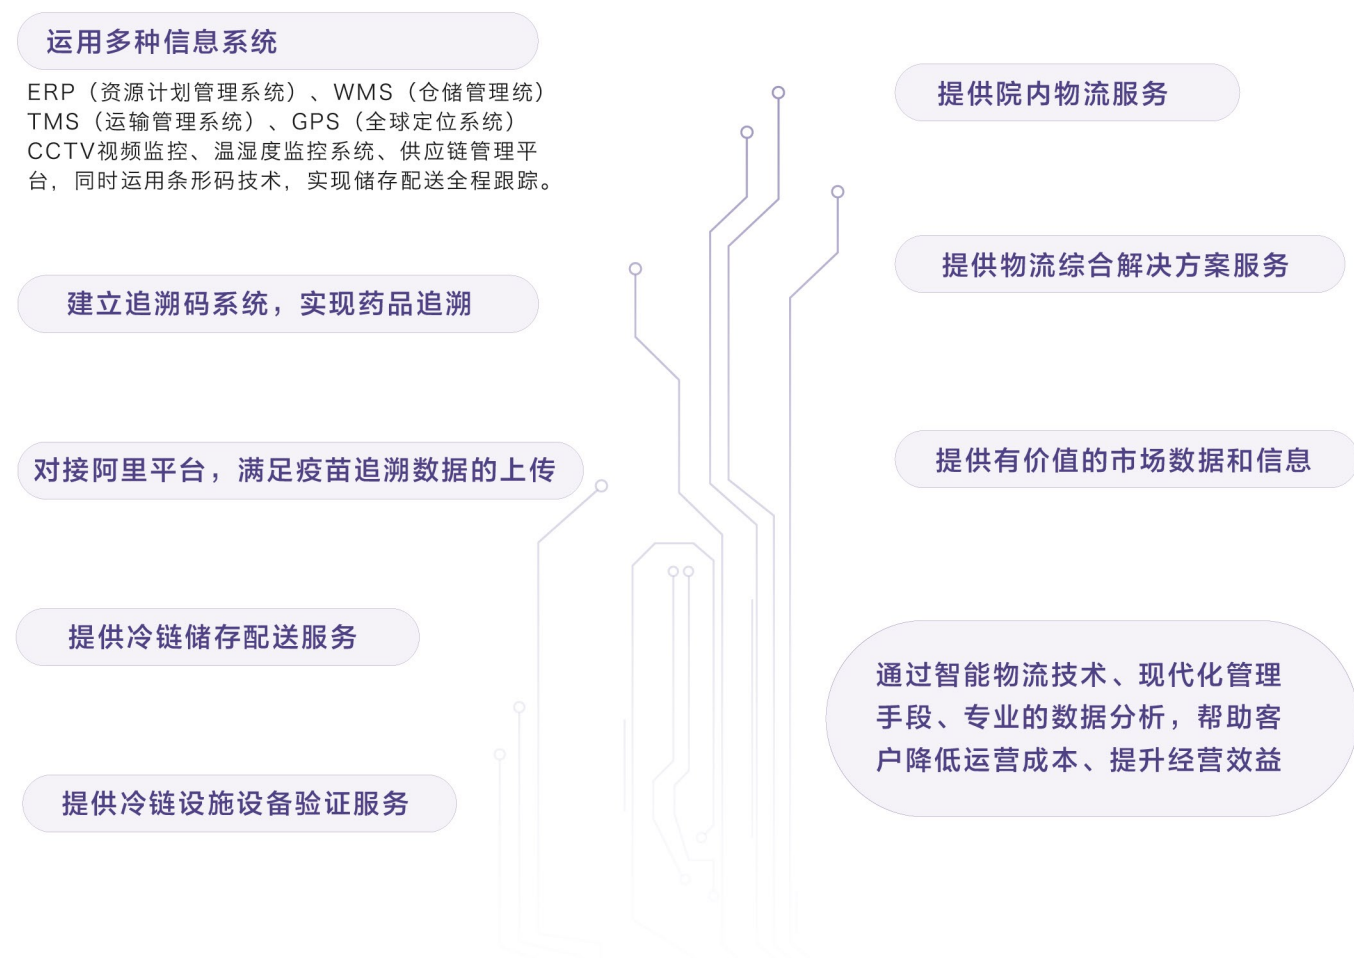 运用多种信息系统
ERP（资源计划管理系统）、WMS（仓储管理统）
TMS（运输管理系统）、GPS（全球定位系统）
CCTV视频监控、温湿度监控系统、供应链管理平
台，同时运用条形码技术，实现储存配送全程跟踪。
建立追溯码系统，实现药品追溯
对接阿里平台，满足疫苗追溯数据的上传
提供冷链储存配送服务
提供冷链设施设备验证服务
提供院内物流服务
提供物流综合解决方案服务
提供有价值的市场数据和信息
通过智能物流技术、现代化管理
手段、专业的数据分析，帮助客
户降低运营成本、提升经营效益